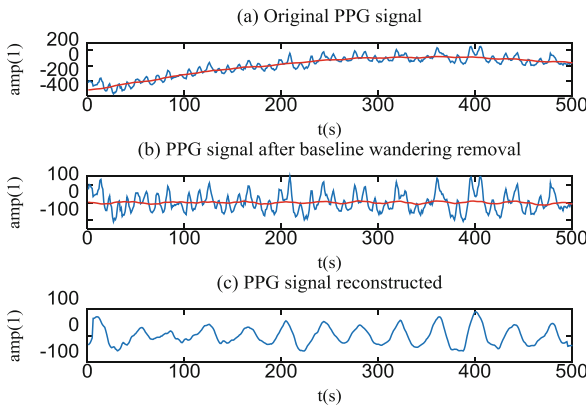 (a) Original PPG signal
200
0
-200
-400
amp(1)
0 100 200 300 400 500
t(s)
(b) PPG signal after baseline wandering removal
100
0
-100
amp(1)
0 100 200 300 400 500
t(s)
(c) PPG signal reconstructed
100
0
-100
amp(1)
0 100 200 300 400 500
t(s)